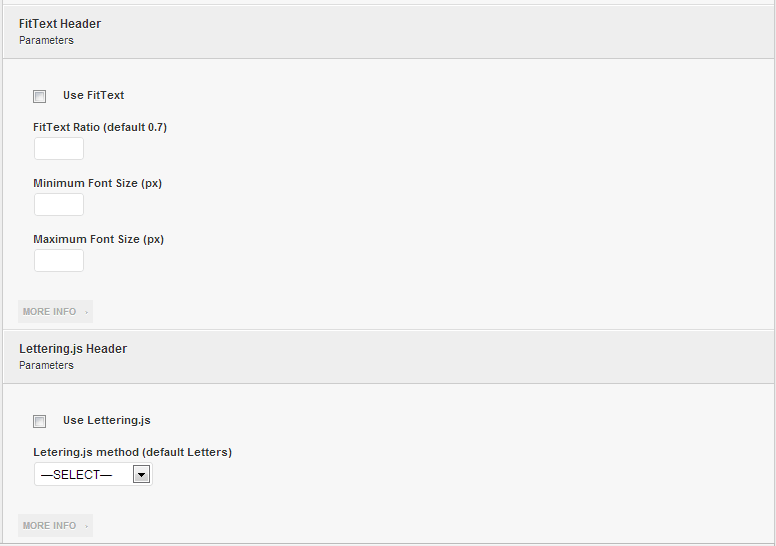 FitText Header
Parameters
Use FitText
FitText Ratio (default 0.7)
Minimum Font Size (px)
Maximum Font Size (px)
MORE INFO ›
Lettering.js Header
Parameters
Use Lettering.js
Letering.js method (default Letters)
—SELECT—
MORE INFO ›